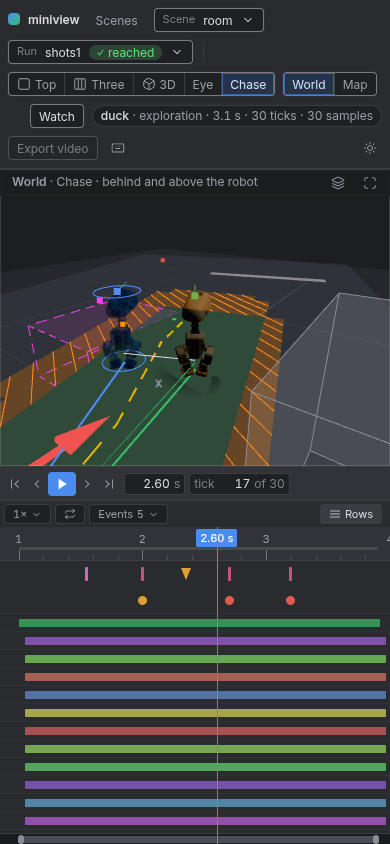 miniview Scenes Scene room
Run shots1 ✓ reached
Top Three 3D Eye Chase World Map
Watch duck · exploration · 3.1 s · 30 ticks · 30 samples
Export video
World · Chase · behind and above the robot
x
2.60 s tick 17 of 30
1× Events 5 Rows
1 2 2.60 s 3 4